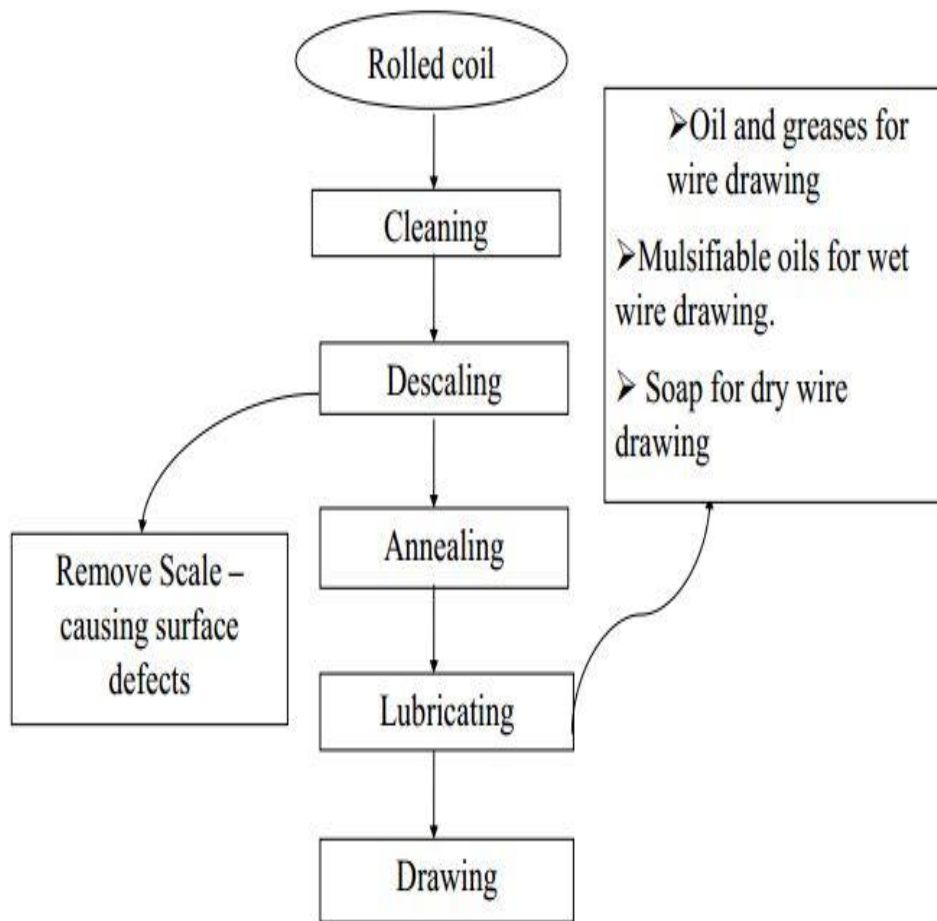 Rolled coil
Cleaning
Descaling
Annealing
Lubricating
Drawing
Remove Scale –
causing surface
defects
➢Oil and greases for
wire drawing
➢Mulsifiable oils for wet
wire drawing.
➢ Soap for dry wire
drawing